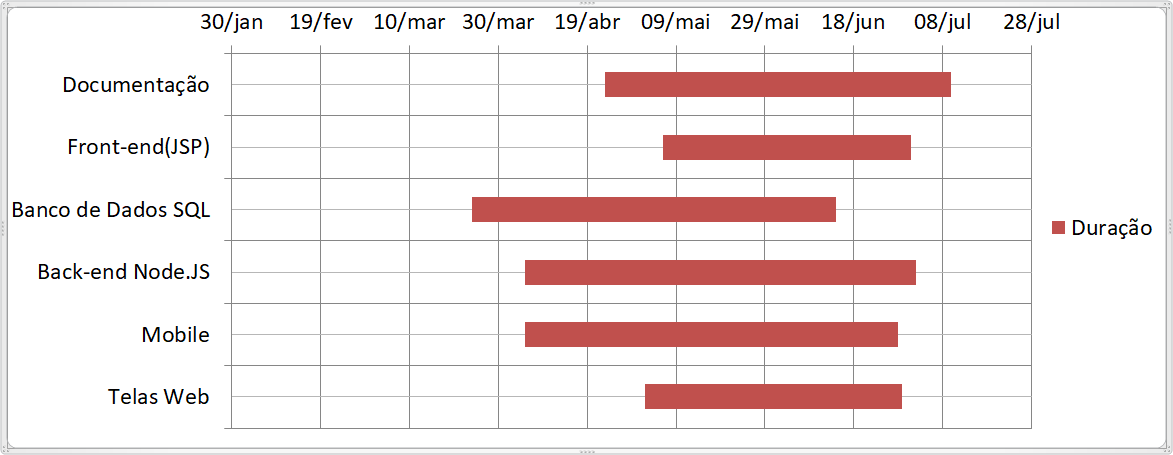 30/jan 19/fev 10/mar 30/mar 19/abr 09/mai 29/mai 18/jun 08/jul 28/jul
Documentação
Front-end(JSP)
Banco de Dados SQL
Duração
Back-end Node.JS
Mobile
Telas Web